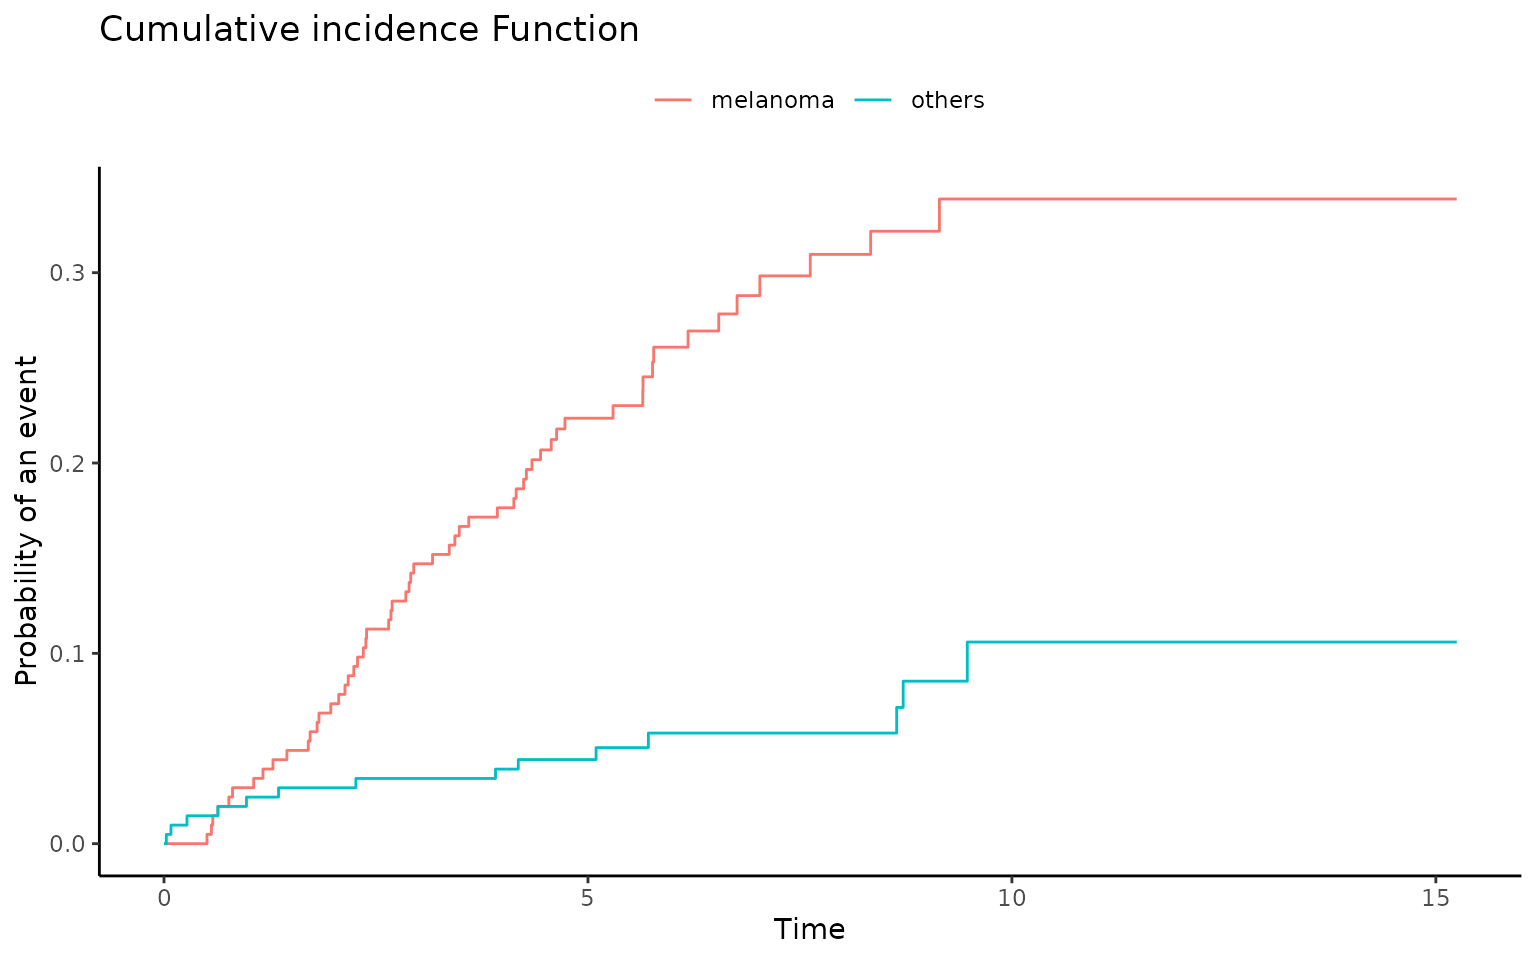 Cumulative incidence Function
melanoma others
Probability of an event
0.3
0.2
0.1
0.0
0 5 10 15
Time